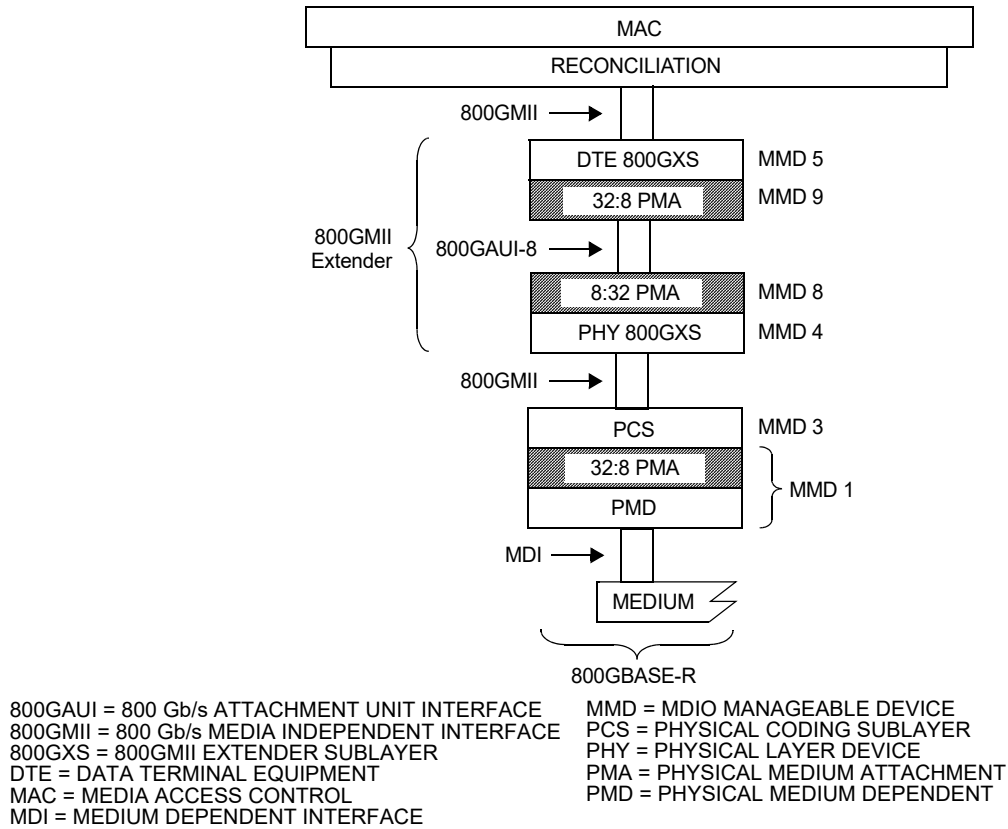 MAC
RECONCILIATION
800GMII
DTE 800GXS
MMD 5
32:8 PMA
MMD 9
800GMII
Extender
800GAUI-8
8:32 PMA
MMD 8
PHY 800GXS
MMD 4
800GMII
PCS
MMD 3
32:8 PMA
MMD 1
PMD
MDI
MEDIUM
800GBASE-R
800GAUI = 800 Gb/s ATTACHMENT UNIT INTERFACE
800GMII = 800 Gb/s MEDIA INDEPENDENT INTERFACE
800GXS = 800GMII EXTENDER SUBLAYER
DTE = DATA TERMINAL EQUIPMENT
MAC = MEDIA ACCESS CONTROL
MDI = MEDIUM DEPENDENT INTERFACE
MMD = MDIO MANAGEABLE DEVICE
PCS = PHYSICAL CODING SUBLAYER
PHY = PHYSICAL LAYER DEVICE
PMA = PHYSICAL MEDIUM ATTACHMENT
PMD = PHYSICAL MEDIUM DEPENDENT